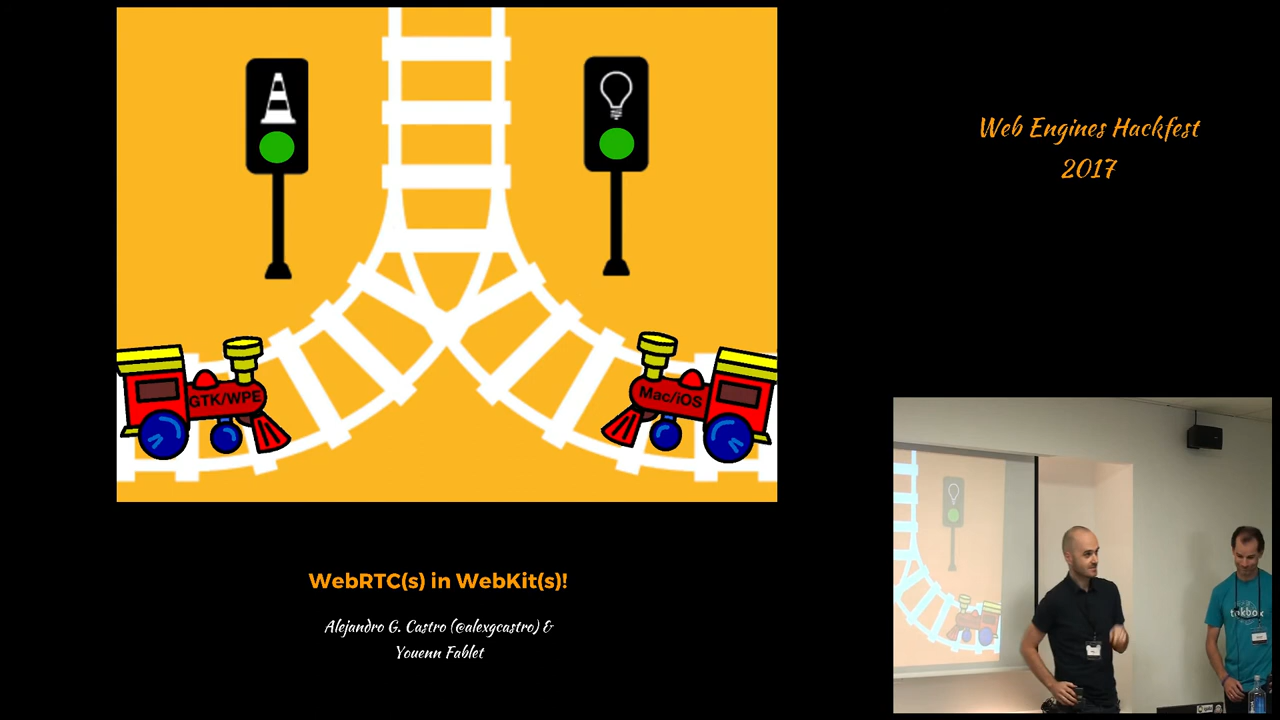 GTK/WPE
Mac/iOS
Web Engines Hackfest
2017
WebRTC(s) in WebKit(s)!
Alejandro G. Castro (@alexgcastro) &
Youenn Fablet